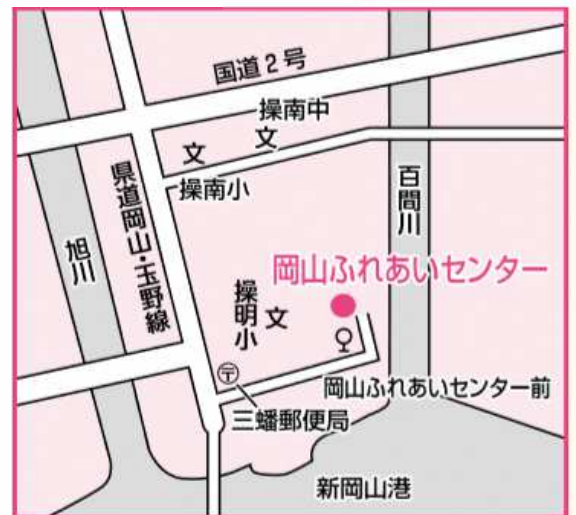 国道2号
操南中
文
文
操南小
県道岡山・玉野線
百間川
旭川
岡山ふれあいセンター
操明小
文
〒
岡山ふれあいセンター前
三蟠郵便局
新岡山港